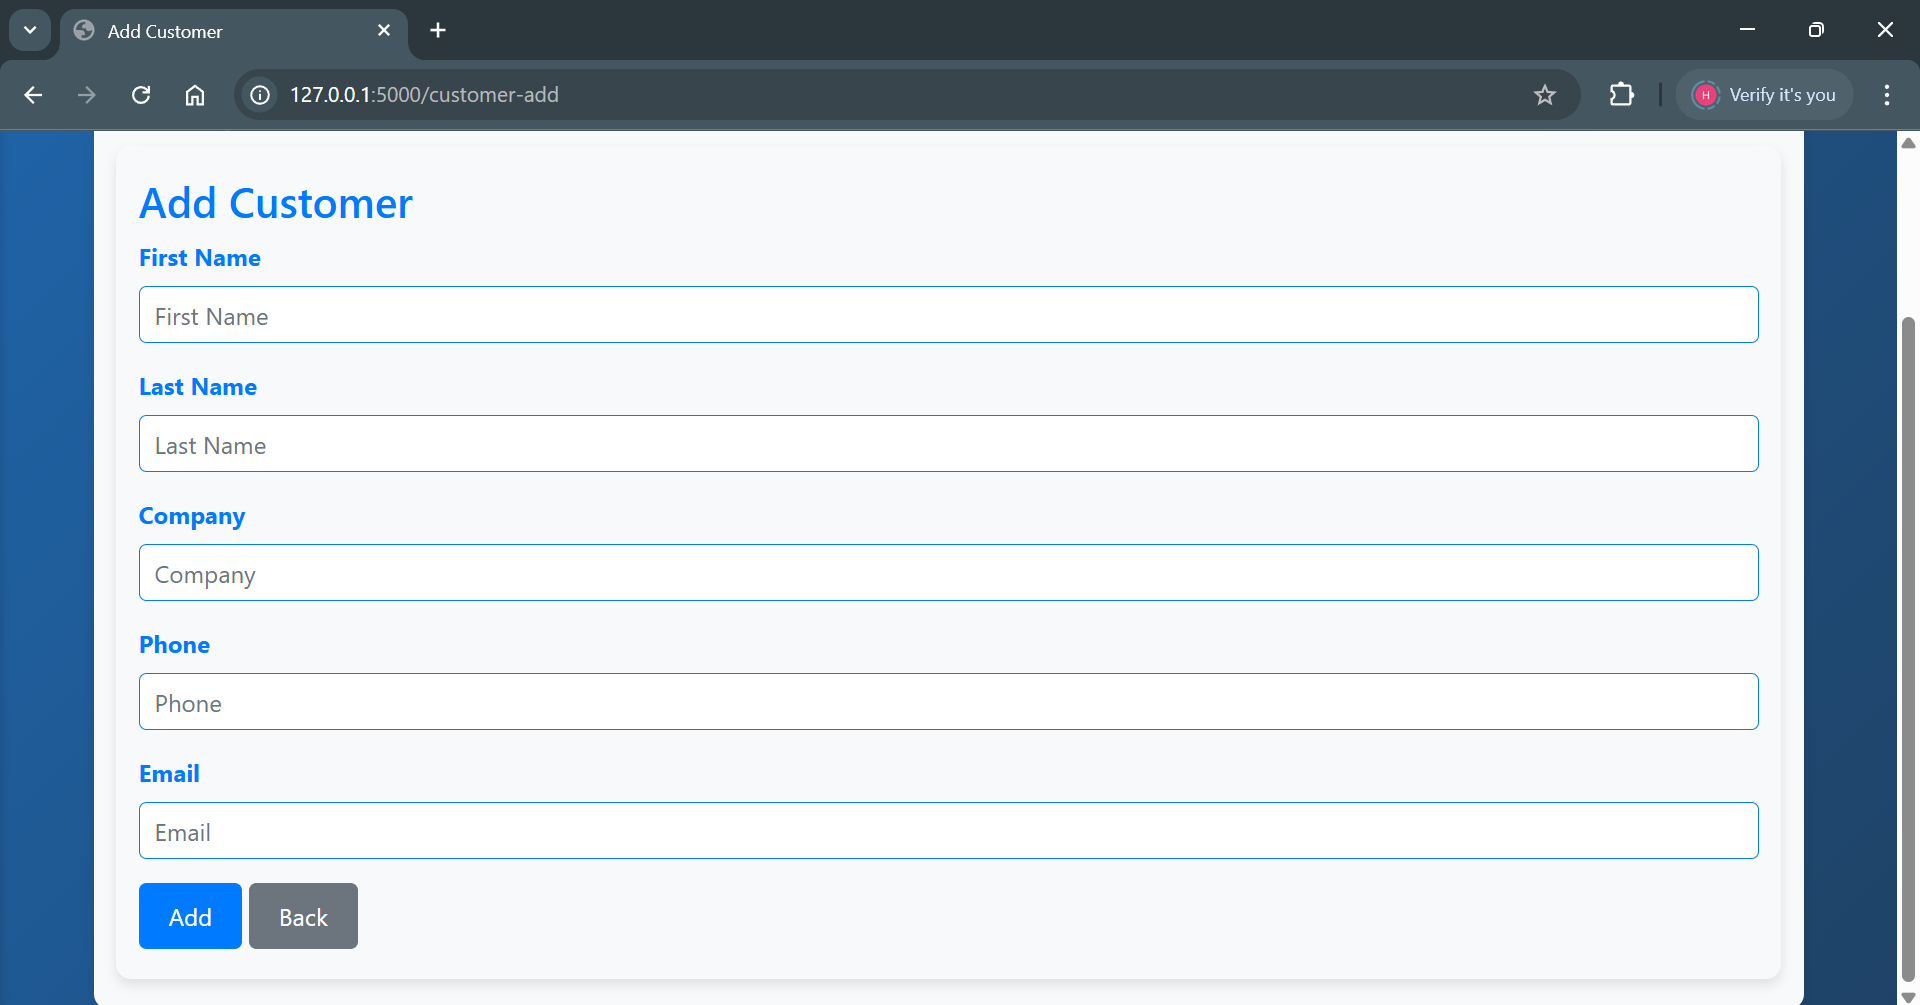 Add Customer
127.0.0.1:5000/customer-add
H
Verify it's you
Add Customer
First Name
First Name
Last Name
Last Name
Company
Company
Phone
Phone
Email
Email
Add Back